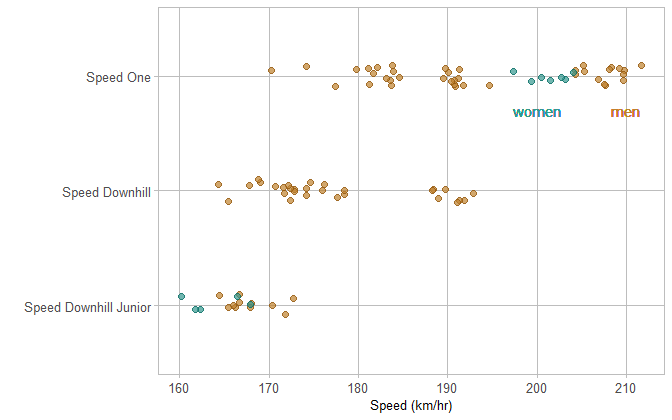 Speed One
women men
Speed Downhill
Speed Downhill Junior
160 170 180 190 200 210
Speed (km/hr)